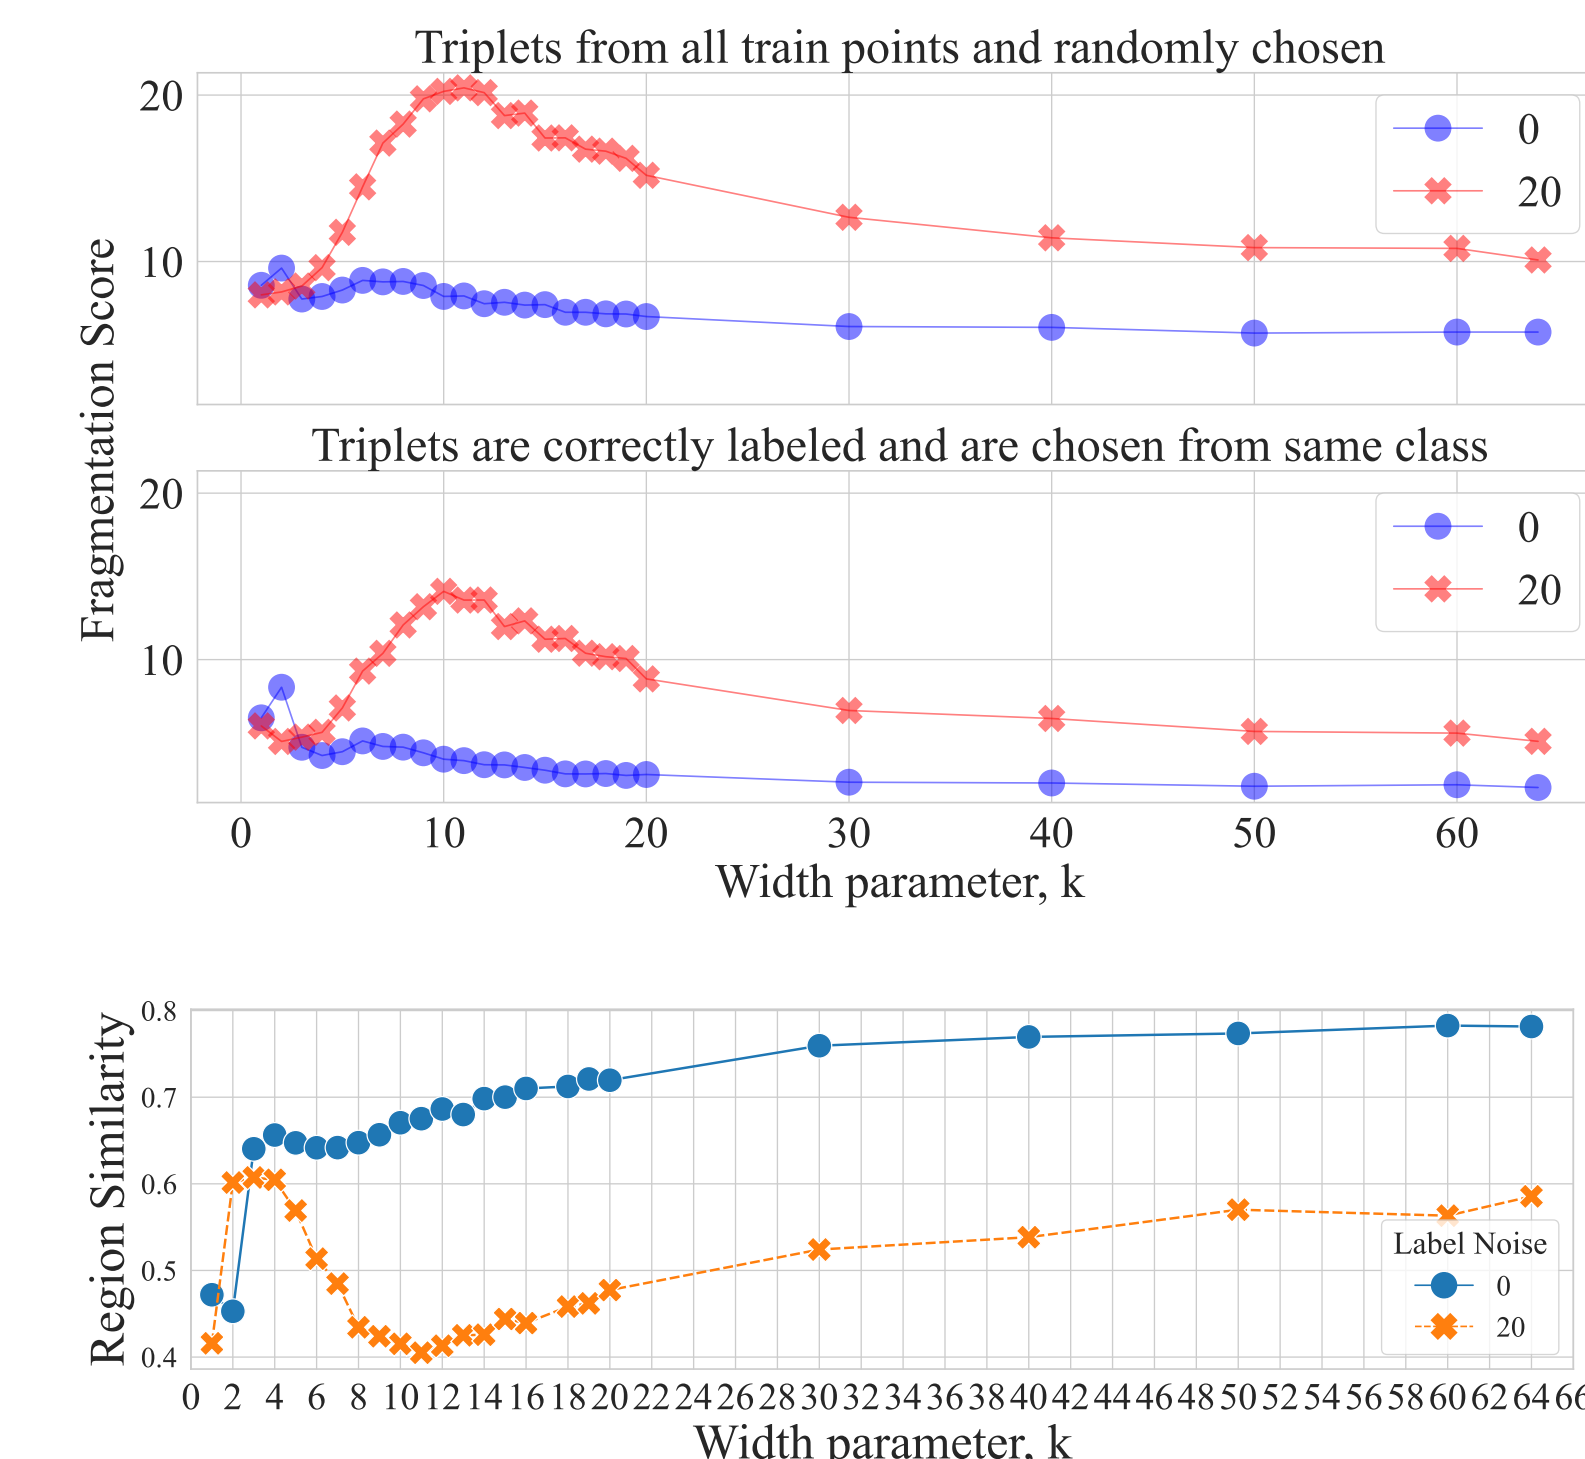 Triplets from all train points and randomly chosen
20
10
0
20
Fragmentation Score
Triplets are correctly labeled and are chosen from same class
20
10
0
20
0 10 20 30 40 50 60
Width parameter, k
Region Similarity
0.8
0.7
0.6
0.5
0.4
Label Noise
0
20
0 2 4 6 8 10 12 14 16 18 20 22 24 26 28 30 32 34 36 38 40 42 44 46 48 50 52 54 56 58 60 62 64 66
Width parameter, k